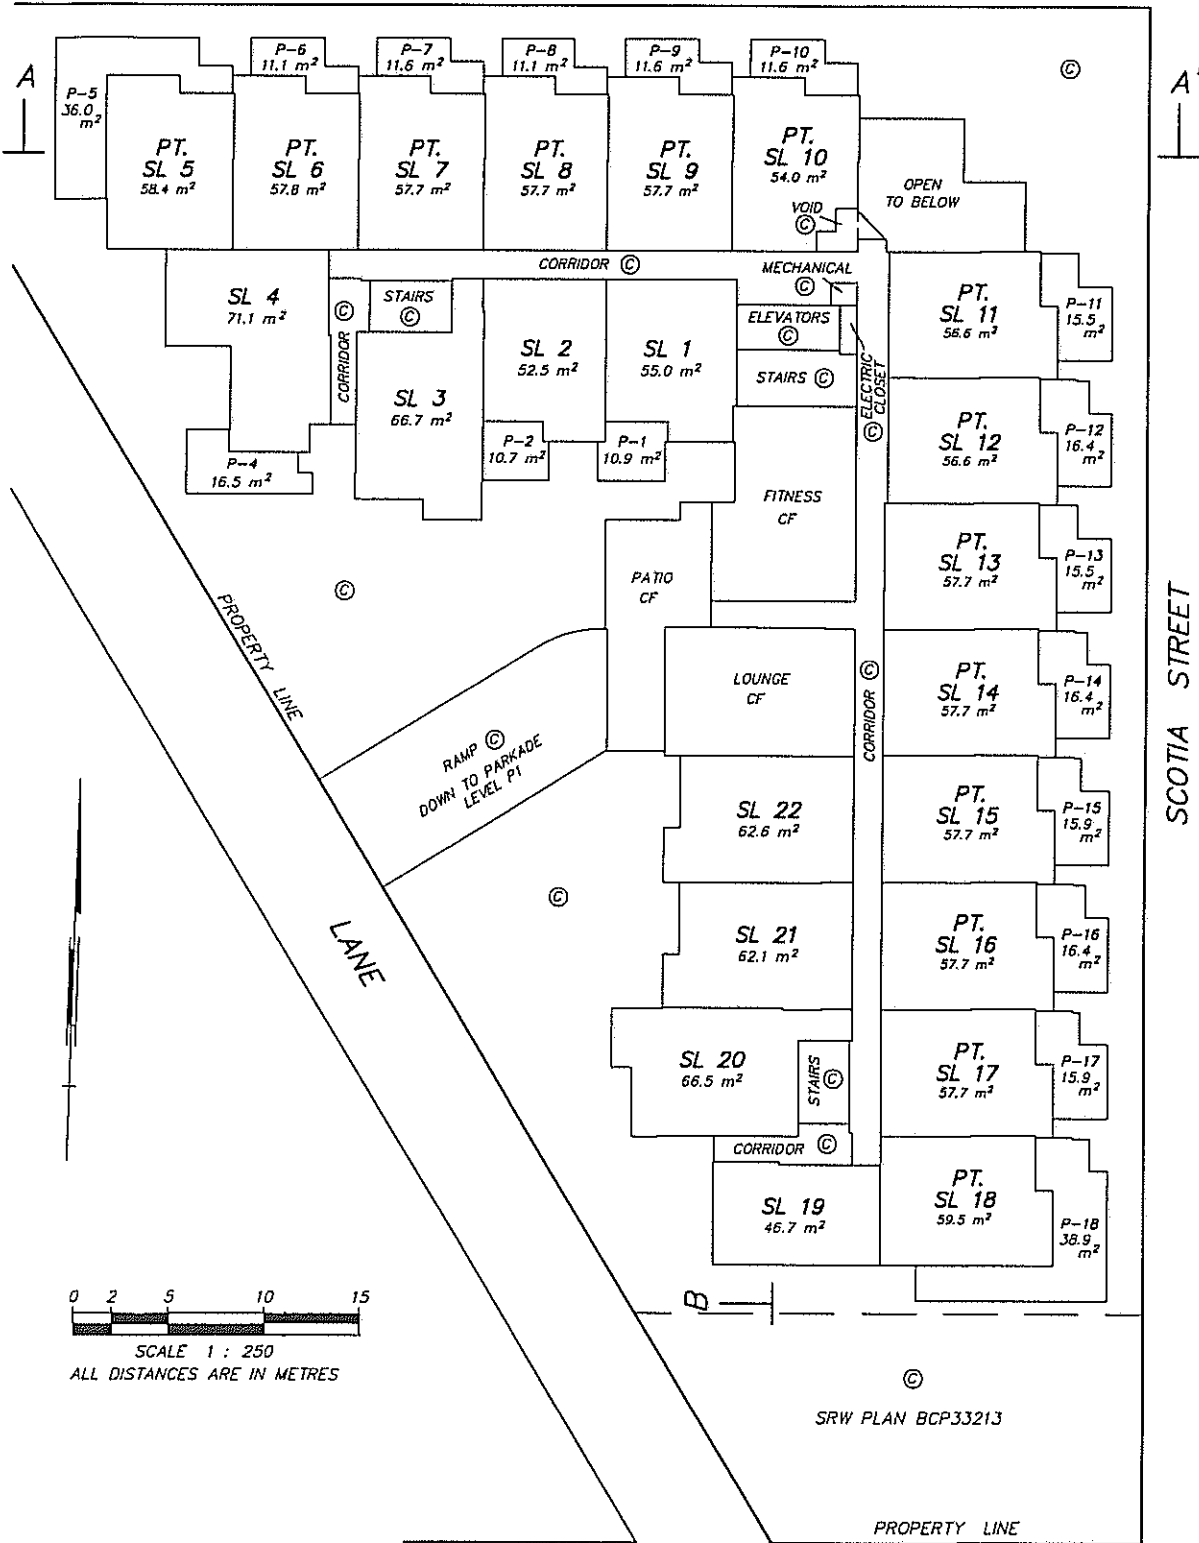 A
A'
P-5
36.0
m²
P-6
11.1 m²
P-7
11.6 m²
P-8
11.1 m²
P-9
11.6 m²
P-10
11.6 m²
©
PT.
SL 5
58.4 m²
PT.
SL 6
57.8 m²
PT.
SL 7
57.7 m²
PT.
SL 8
57.7 m²
PT.
SL 9
57.7 m²
PT.
SL 10
54.0 m²
OPEN
TO BELOW
VOID
©
CORRIDOR ©
MECHANICAL
©
SL 4
71.1 m²
CORRIDOR ©
STAIRS
©
SL 3
66.7 m²
SL 2
52.5 m²
SL 1
55.0 m²
ELEVATORS
©
STAIRS ©
ELECTRIC
CLOSET
©
PT.
SL 11
56.6 m²
P-11
15.5
m²
P-4
16.5 m²
P-2
10.7 m²
P-1
10.9 m²
PT.
SL 12
56.6 m²
P-12
16.4
m²
FITNESS
CF
PATIO
CF
©
PT.
SL 13
57.7 m²
P-13
15.5
m²
PROPERTY LINE
LOUNGE
CF
CORRIDOR ©
PT.
SL 14
57.7 m²
P-14
16.4
m²
SCOTIA STREET
RAMP ©
DOWN TO PARKADE
LEVEL P1
SL 22
62.6 m²
PT.
SL 15
57.7 m²
P-15
15.9
m²
©
LANE
SL 21
62.1 m²
PT.
SL 16
57.7 m²
P-16
16.4
m²
SL 20
66.5 m²
STAIRS
©
PT.
SL 17
57.7 m²
P-17
15.9
m²
CORRIDOR ©
SL 19
46.7 m²
PT.
SL 18
59.5 m²
P-18
38.9
m²
B
0 2 5 10 15
SCALE 1 : 250
ALL DISTANCES ARE IN METRES
©
SRW PLAN BCP33213
PROPERTY LINE